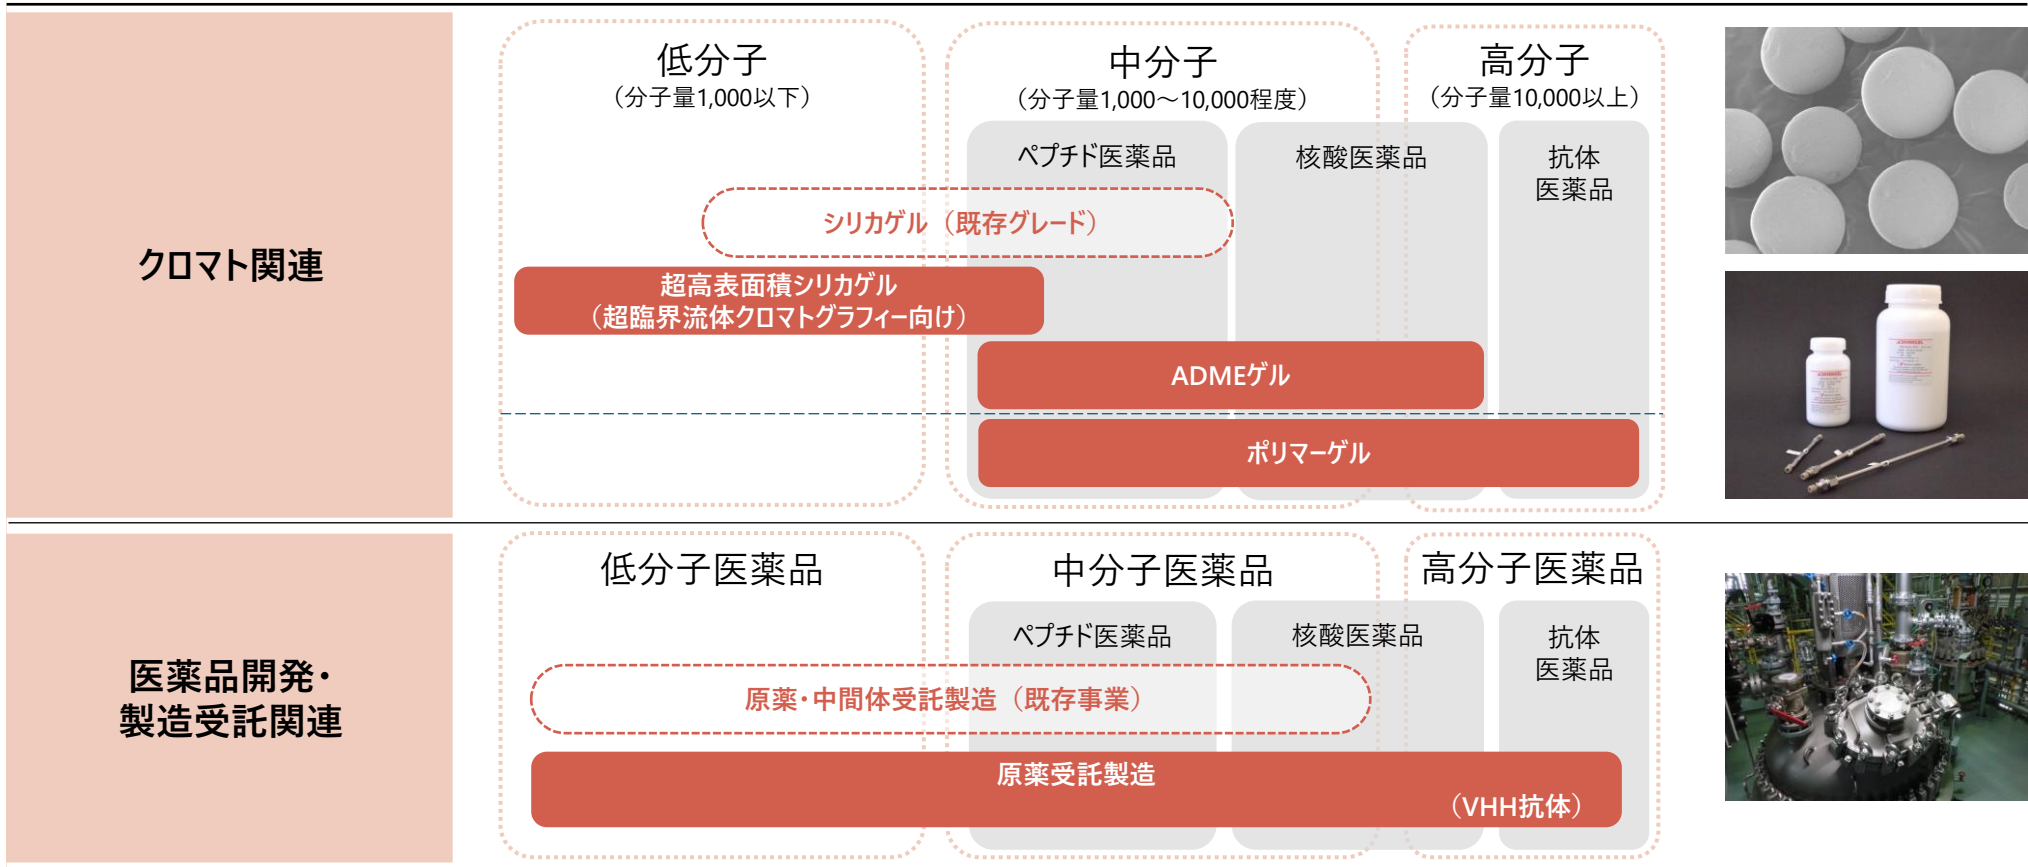 クロマト関連
低分子
（分子量1,000以下）
中分子
（分子量1,000～10,000程度）
高分子
（分子量10,000以上）
ペプチド医薬品
核酸医薬品
抗体
医薬品
シリカゲル（既存グレード）
超高表面積シリカゲル
（超臨界流体クロマトグラフィー向け）
ADMEゲル
ポリマーゲル
医薬品開発・
製造受託関連
低分子医薬品
中分子医薬品
高分子医薬品
ペプチド医薬品
核酸医薬品
抗体
医薬品
原薬・中間体受託製造（既存事業）
原薬受託製造
（VHH抗体）